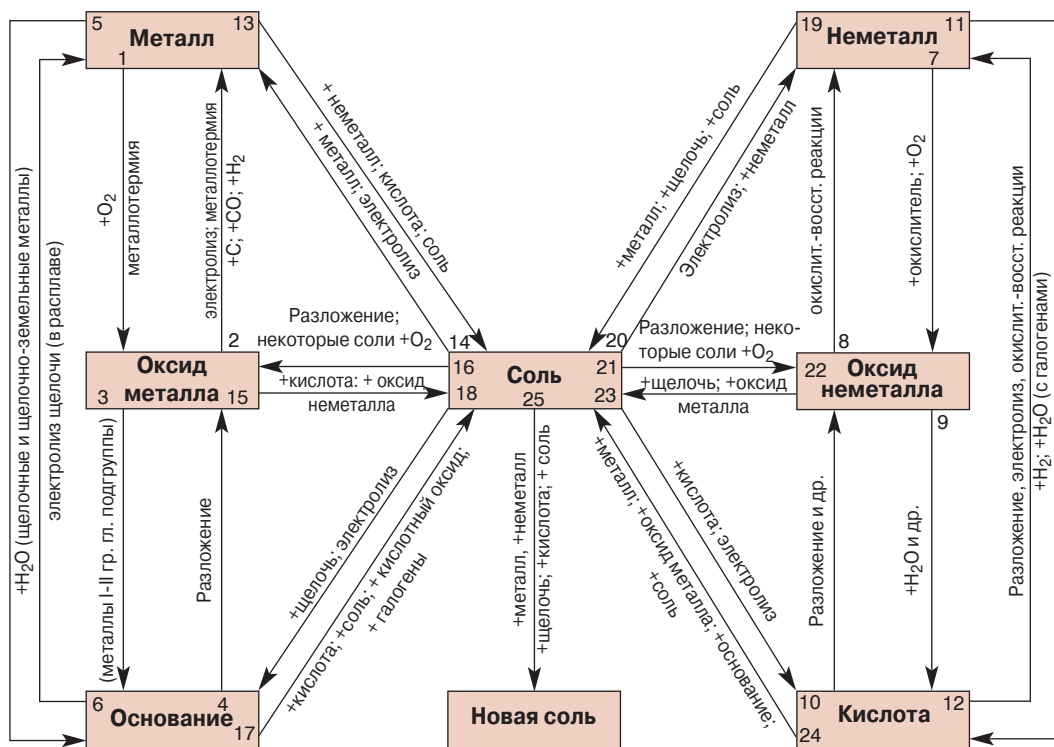 5
13
Металл
1
19
11
Неметалл
7
+H2O (щелочные и щелочно-земельные металлы)
электролиз щелочи (в расплаве)
+O2
металлотермия
электролиз; металлотермия
+C; +CO; +H2
+ неметалл; кислота; соль
+ металл; электролиз
+металл; +щелочь; +соль
Электролиз; +неметалл
окислит.-восст. реакции
+окислитель; +O2
Разложение, электролиз, окислит.-восст. реакции
+H2; +H2O (с галогенами)
2
Оксид
металла
3
15
Разложение;
некоторые соли +O2
+кислота: + оксид
неметалла
14
20
16
Соль
21
18
25
23
Разложение; неко-
торые соли +O2
+щелочь; +оксид
металла
8
22
Оксид
неметалла
9
(металлы I-II гр. гл. подгруппы)
Разложение
+щелочь; электролиз
+кислота; +соль; + кислотный оксид;
+ галогены
+металл, +неметалл
+щелочь; +кислота; + соль
+кислота; электролиз
+металл; +оксид металла; +основание;
+соль
Разложение и др.
+H2O и др.
6
4
Основание
17
Новая соль
10
12
Кислота
24